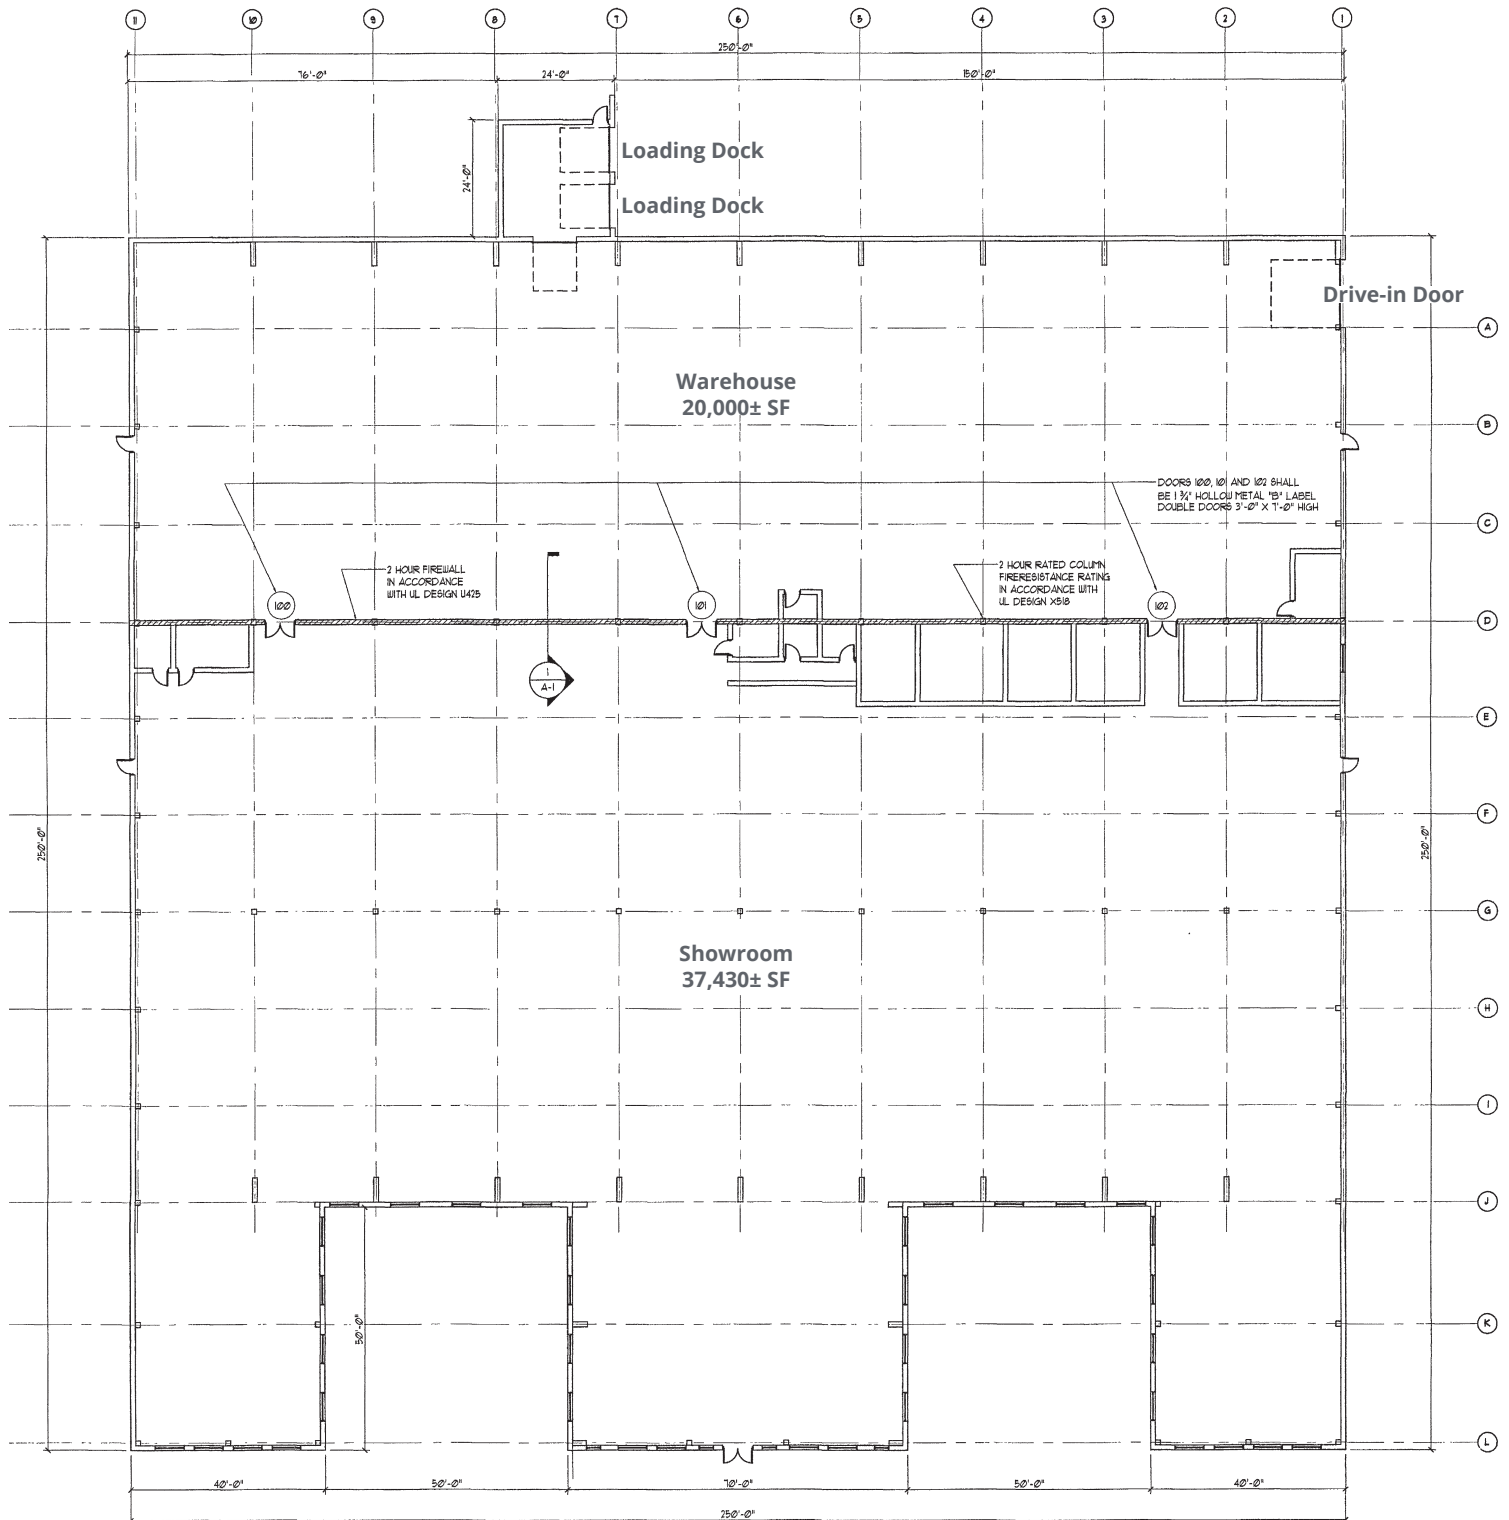 11 10 9 8 7 6 5 4 3 2 1
250'-0"
76'-0" 24'-0" 150'-0"
24'-0"
Loading Dock
Loading Dock
Drive-in Door
A
Warehouse
20,000± SF
B
DOORS 100, 101 AND 102 SHALL
BE 1 3/4" HOLLOW METAL "B" LABEL
DOUBLE DOORS 3'-0" X 7'-0" HIGH
C
2 HOUR FIREWALL
IN ACCORDANCE
WITH UL DESIGN U425
2 HOUR RATED COLUMN
FIRERESISTANCE RATING
IN ACCORDANCE WITH
UL DESIGN X518
100 101 102
D
1
A-1
E
F
250'-0" 250'-0"
G
Showroom
37,430± SF
H
I
J
50'-0"
K
L
40'-0" 50'-0" 70'-0" 50'-0" 40'-0"
250'-0"